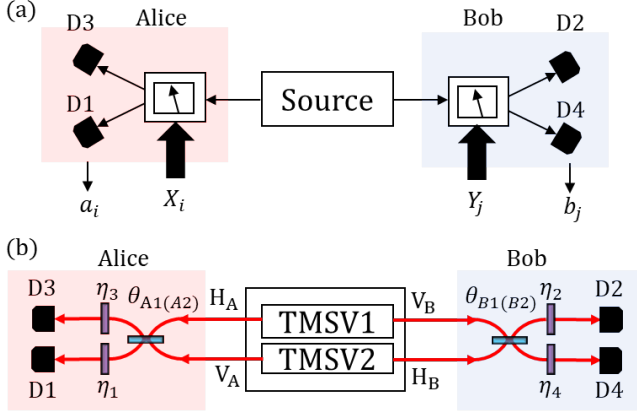 (a)
Alice
Bob
D3
D2
D1
Source
D4
a_i
X_i
Y_j
b_j
(b)
Alice
Bob
D3
η_3
θ_A1(A2)
H_A
TMSV1
V_B
θ_B1(B2)
η_2
D2
D1
η_1
V_A
TMSV2
H_B
η_4
D4